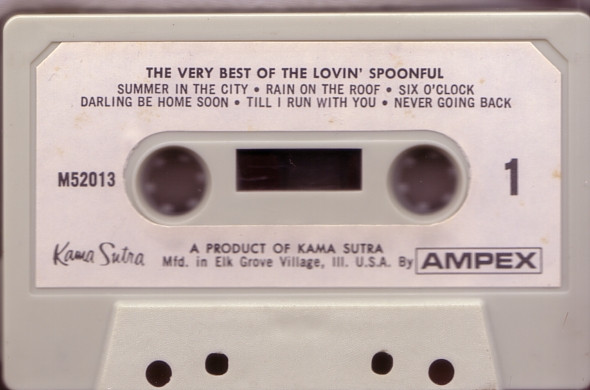 THE VERY BEST OF THE LOVIN' SPOONFUL
SUMMER IN THE CITY • RAIN ON THE ROOF • SIX O'CLOCK
DARLING BE HOME SOON • TILL I RUN WITH YOU • NEVER GOING BACK
M52013
1
Kama Sutra
A PRODUCT OF KAMA SUTRA
Mfd. in Elk Grove Village, Ill. U.S.A. By AMPEX